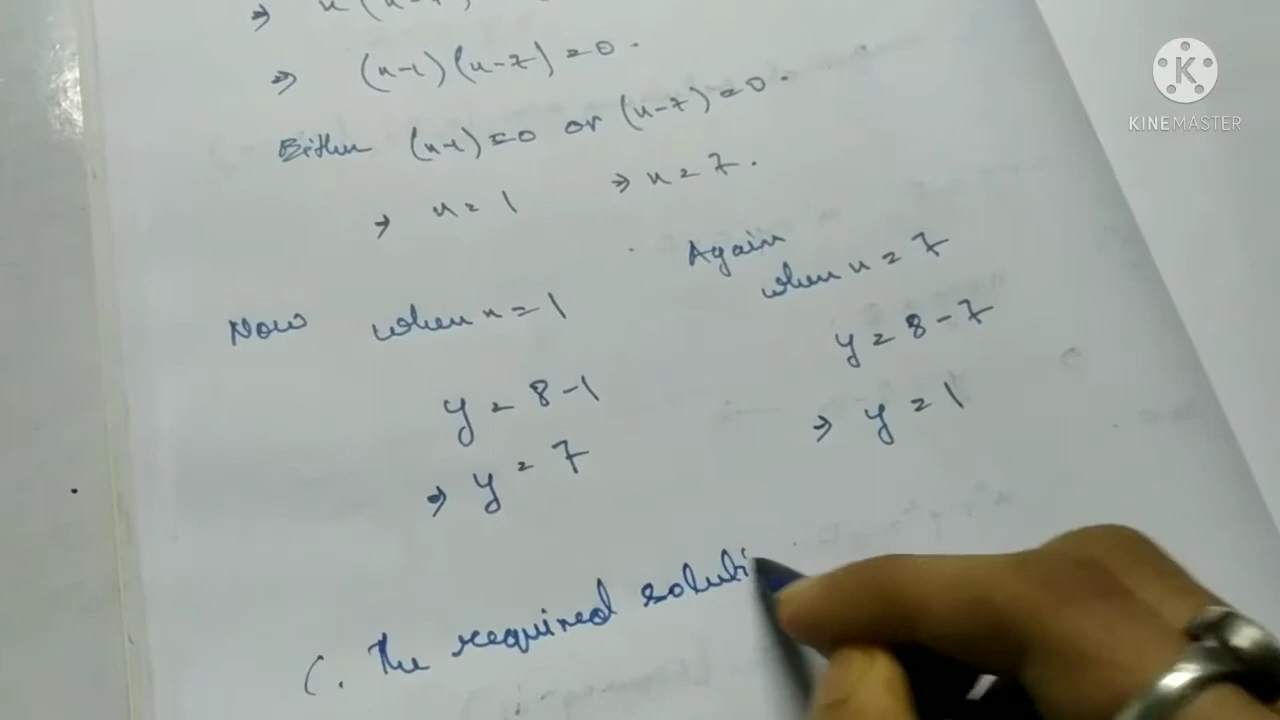 ⇒ x(x-7
⇒ (x-1)(x-7)=0.
Either (x-1)=0 or (x-7)=0.
⇒ x=1 ⇒ x=7.
Now when x=1
y=8-1
⇒ y=7
Again
when x=7
y=8-7
⇒ y=1
∴ The required soluti
KINEMASTER